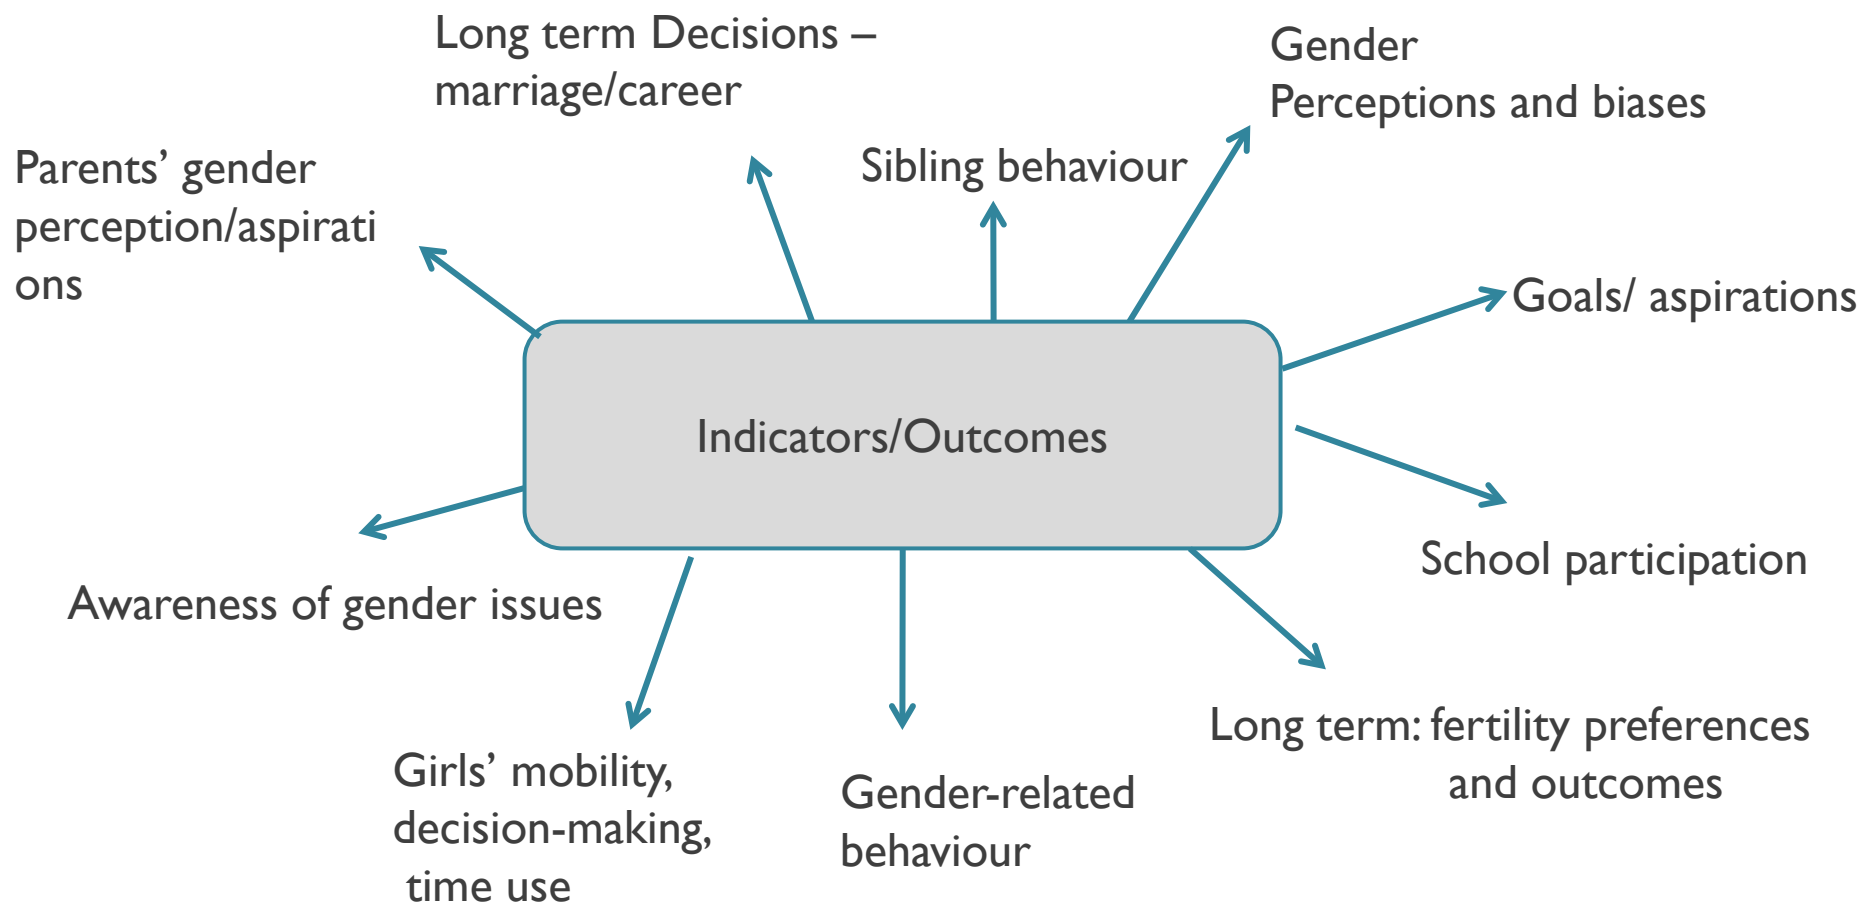 Long term Decisions –
marriage/career
Gender
Perceptions and biases
Parents’ gender
perception/aspirati
ons
Sibling behaviour
Goals/ aspirations
Indicators/Outcomes
School participation
Awareness of gender issues
Long term: fertility preferences
and outcomes
Girls’ mobility,
decision-making,
time use
Gender-related
behaviour